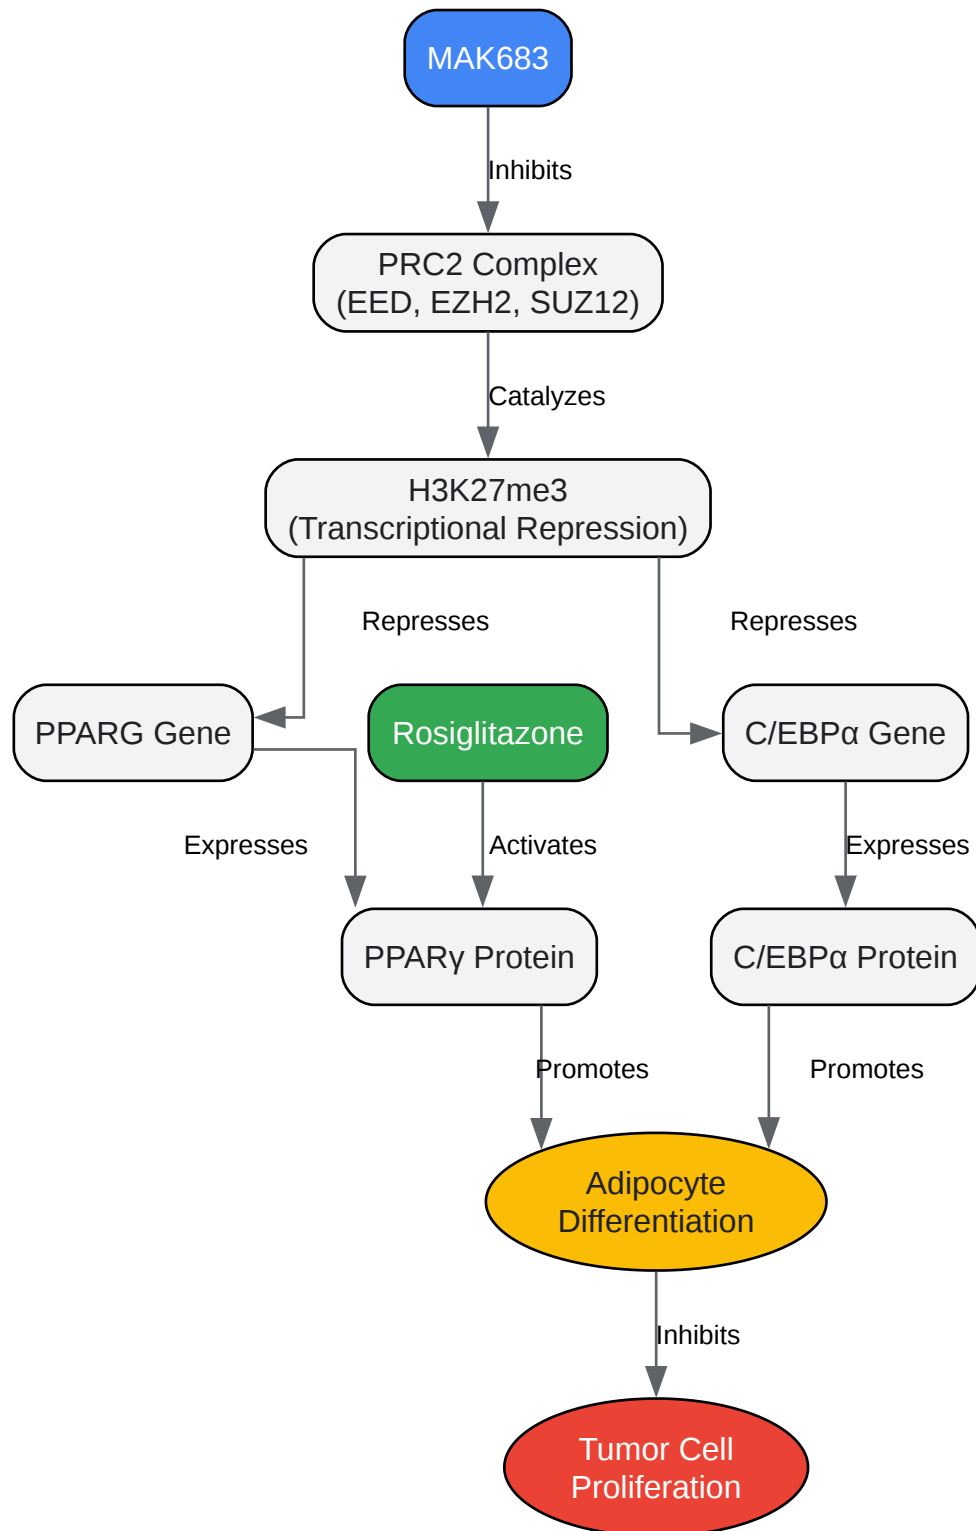 MAK683
Inhibits
PRC2 Complex
(EED, EZH2, SUZ12)
Catalyzes
H3K27me3
(Transcriptional Repression)
Represses
Represses
PPARG Gene
Rosiglitazone
C/EBPα Gene
Expresses
Activates
Expresses
PPARγ Protein
C/EBPα Protein
Promotes
Promotes
Adipocyte
Differentiation
Inhibits
Tumor Cell
Proliferation